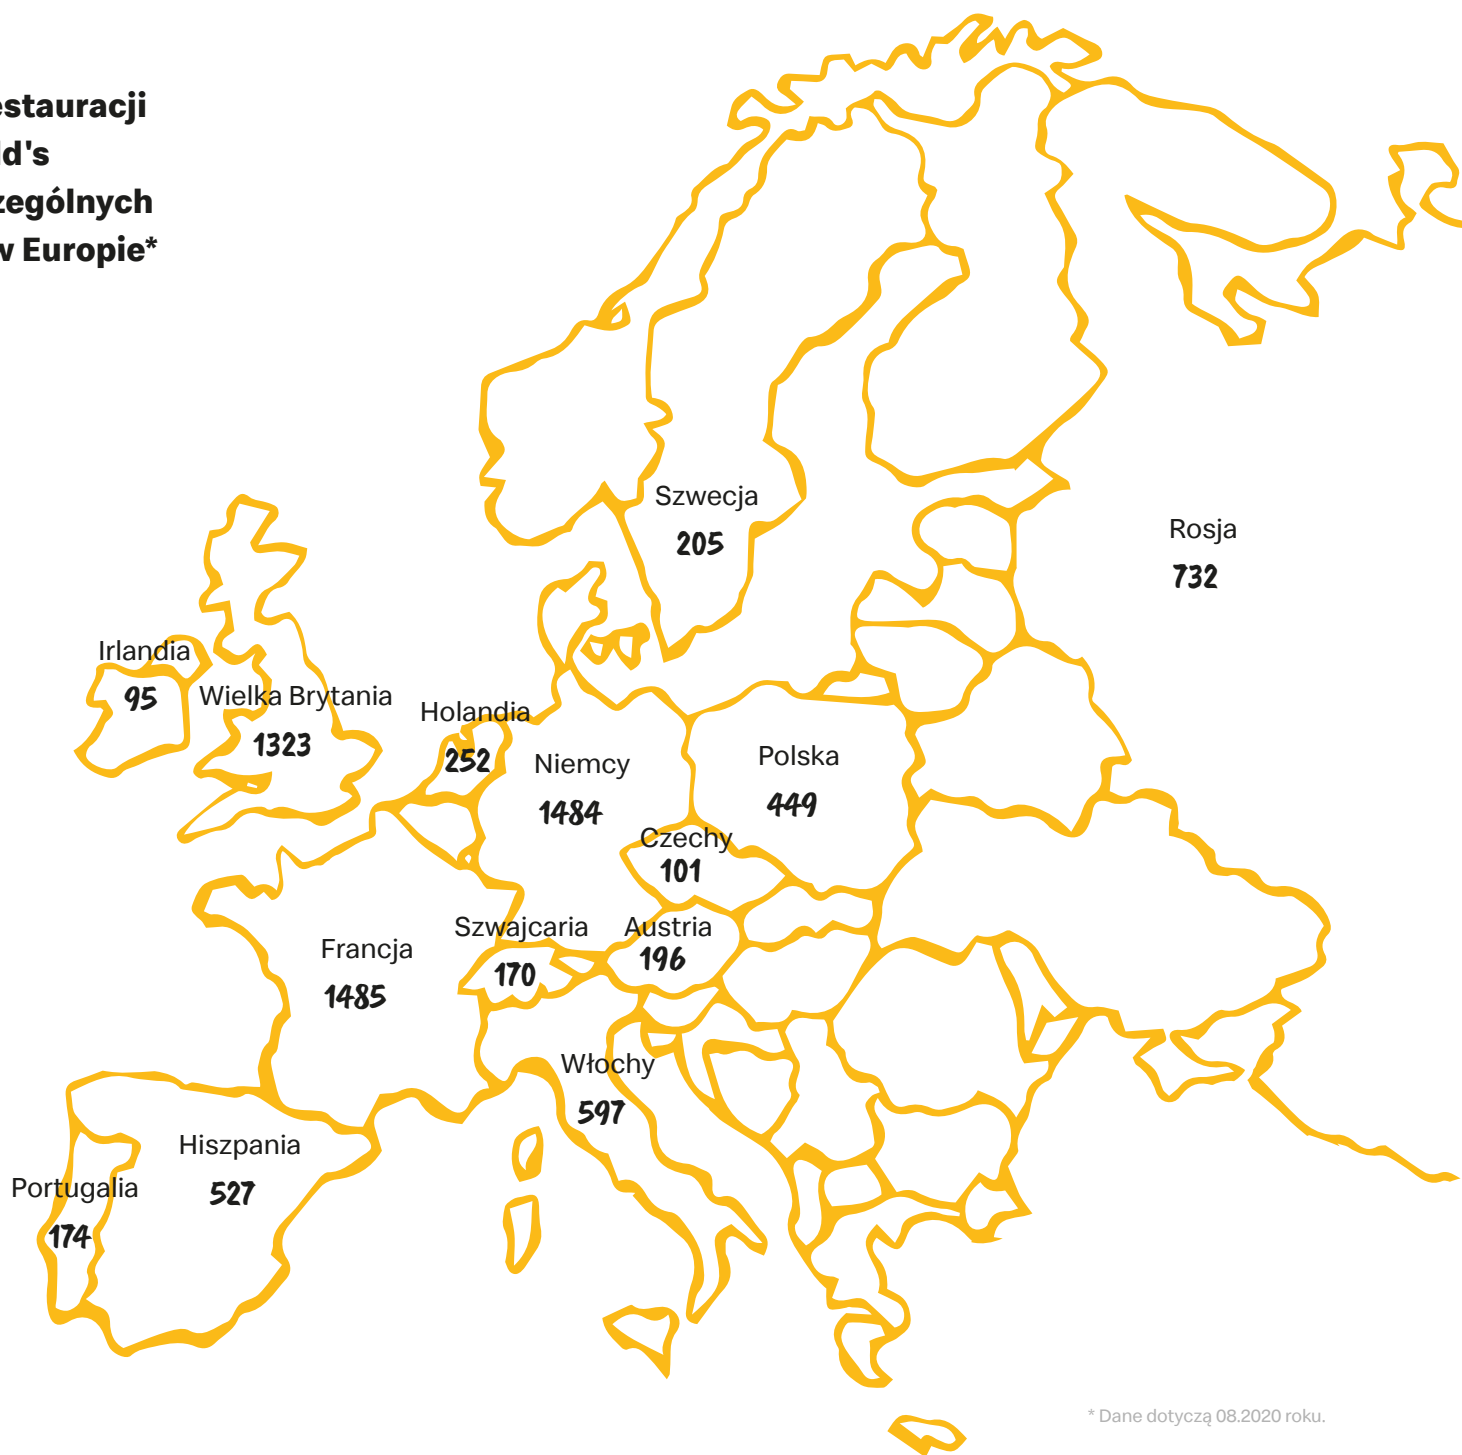 estauracji
ld's
zególnych
w Europie*
Szwecja
205
Rosja
732
Irlandia
95
Wielka Brytania
1323
Holandia
252
Niemcy
1484
Polska
449
Czechy
101
Szwajcaria
170
Austria
196
Francja
1485
Włochy
597
Hiszpania
527
Portugalia
174
* Dane dotyczą 08.2020 roku.